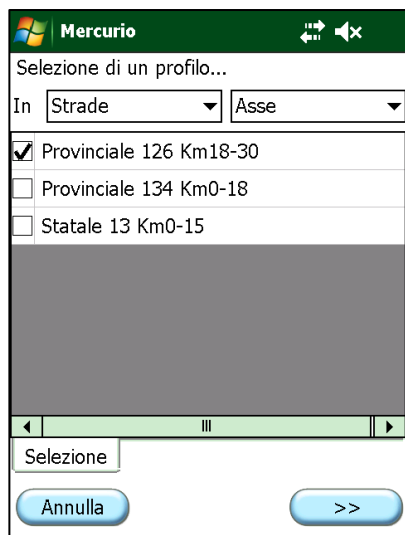 Mercurio
Selezione di un profilo...
In Strade Asse
Provinciale 126 Km18-30
Provinciale 134 Km0-18
Statale 13 Km0-15
Selezione
Annulla >>